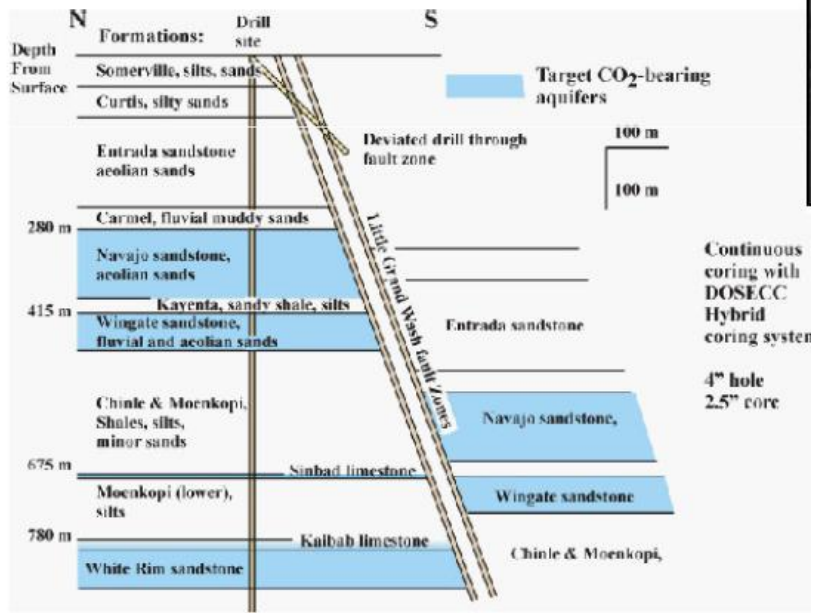 N
S
Depth
From
Surface
Formations:
Drill
site
Somerville, silts, sands
Curtis, silty sands
Entrada sandstone
aeolian sands
Carmel, fluvial muddy sands
280 m
Navajo sandstone,
aeolian sands
Kayenta, sandy shale, silts
415 m
Wingate sandstone,
fluvial and aeolian sands
Chinle & Moenkopi,
Shales, silts,
minor sands
675 m
Sinbad limestone
Moenkopi (lower),
silts
780 m
Kaibab limestone
White Rim sandstone
Little Grand Wash fault Zones
Target CO2-bearing
aquifers
Deviated drill through
fault zone
100 m
100 m
Entrada sandstone
Navajo sandstone,
Wingate sandstone
Chinle & Moenkopi,
Continuous
coring with
DOSECC
Hybrid
coring system
4” hole
2.5” core